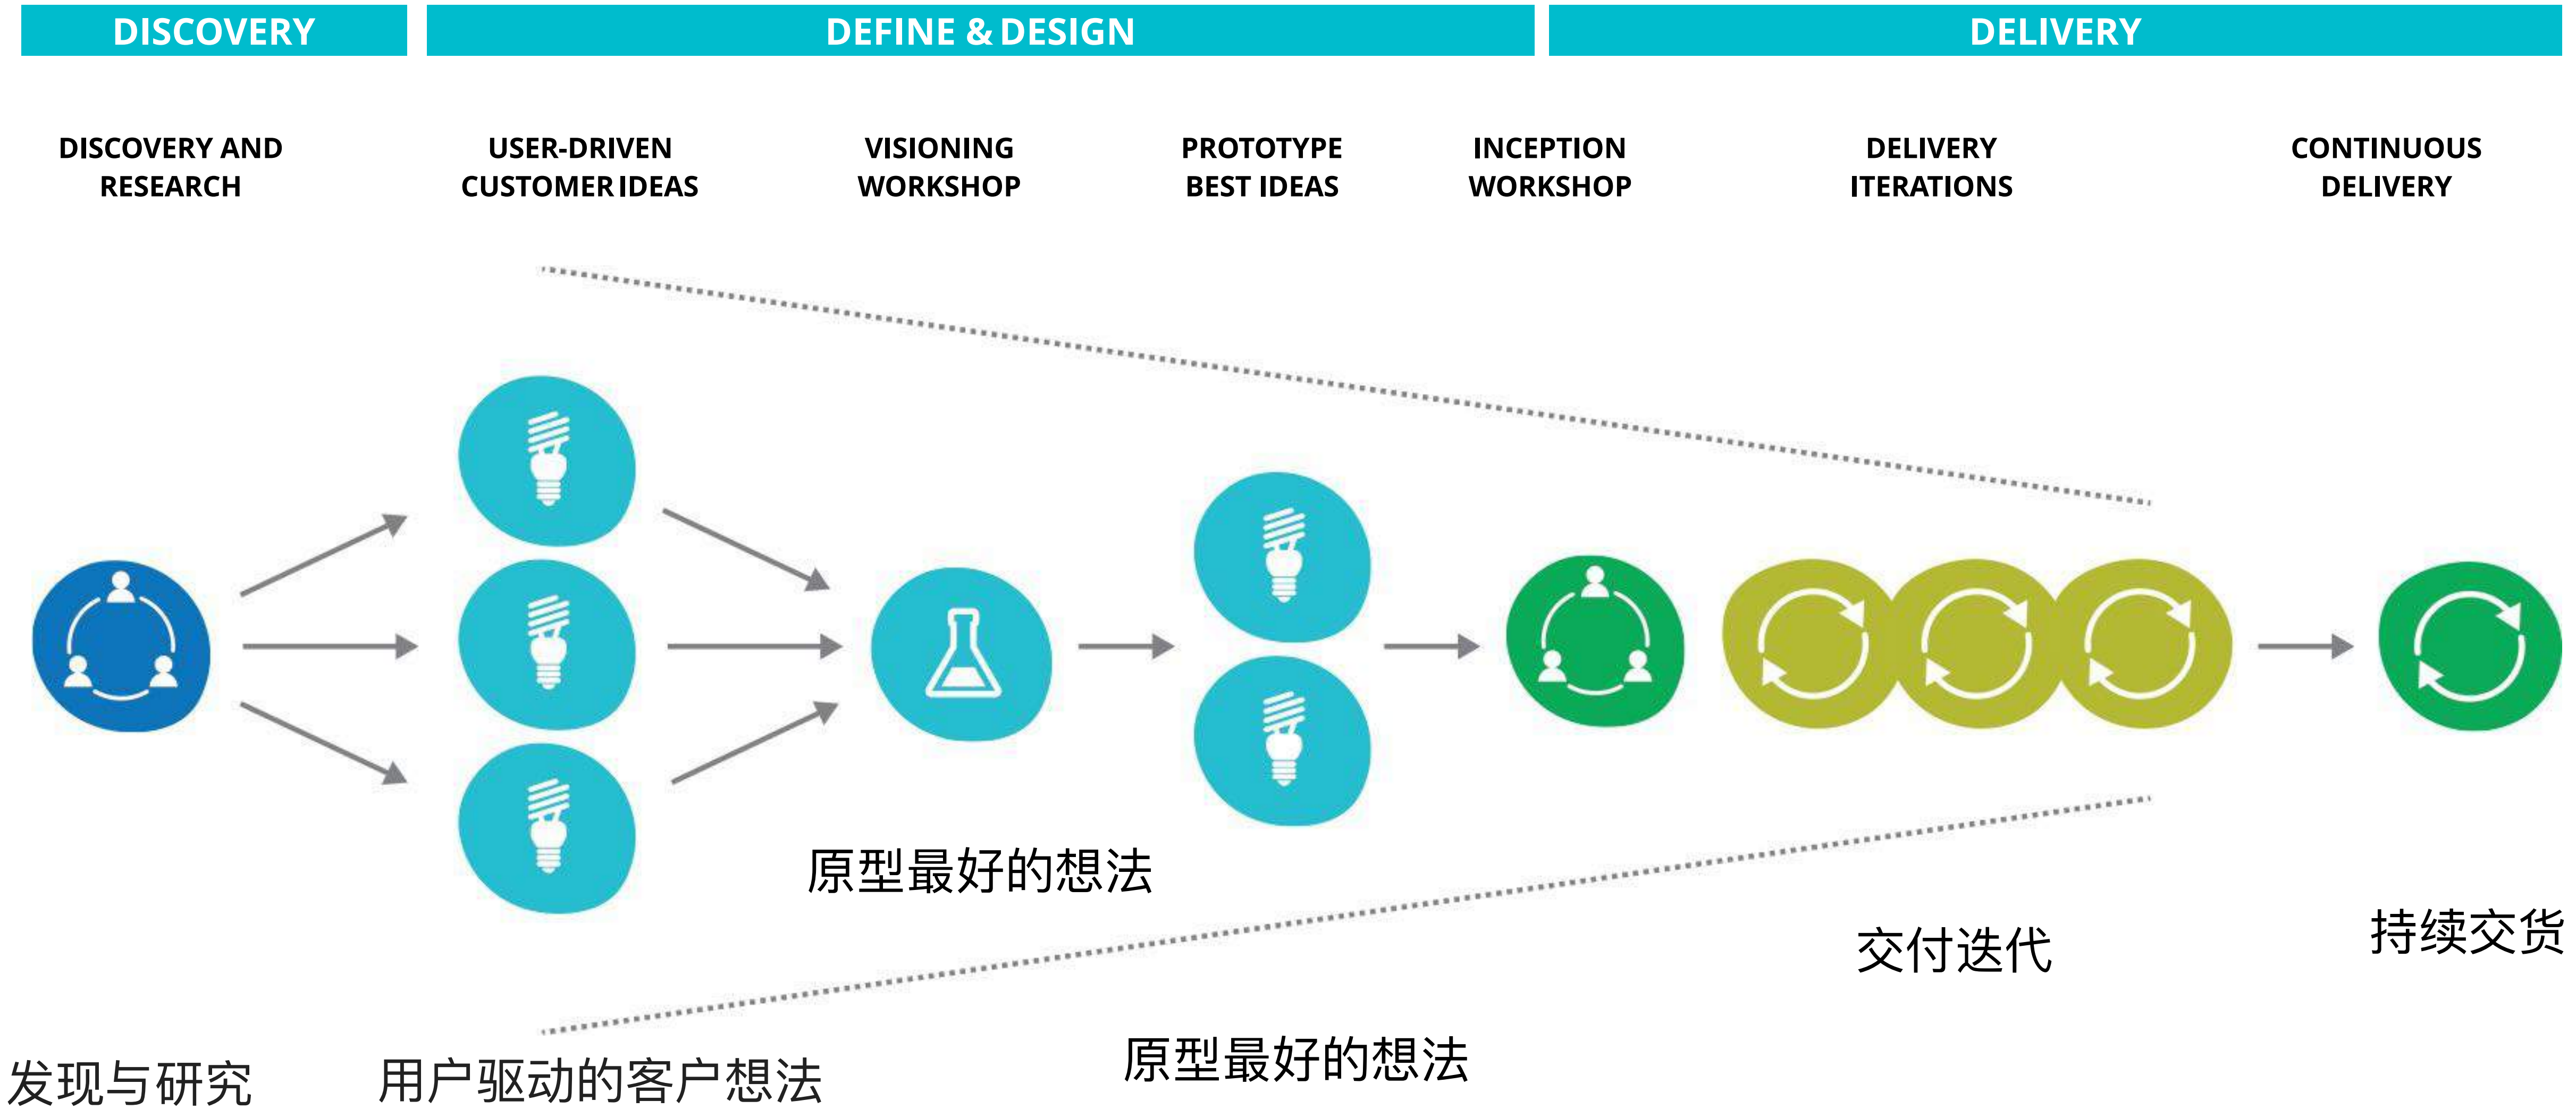 DISCOVERY
DEFINE & DESIGN
DELIVERY
DISCOVERY AND
RESEARCH
USER-DRIVEN
CUSTOMER IDEAS
VISIONING
WORKSHOP
PROTOTYPE
BEST IDEAS
INCEPTION
WORKSHOP
DELIVERY
ITERATIONS
CONTINUOUS
DELIVERY
原型最好的想法
持续交货
交付迭代
原型最好的想法
用户驱动的客户想法
发现与研究